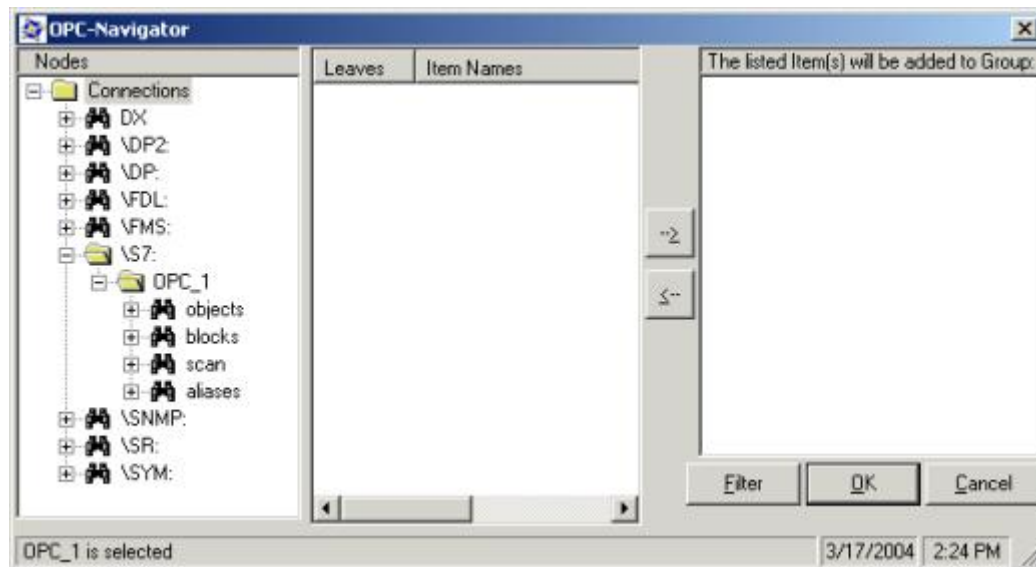 OPC-Navigator
Nodes
Connections
DX
\DP2:
\DP:
\FDL:
\FMS:
\S7:
OPC_1
objects
blocks
scan
aliases
\SNMP:
\SR:
\SYM:
Leaves Item Names
The listed Item(s) will be added to Group:
Filter OK Cancel
OPC_1 is selected 3/17/2004 2:24 PM